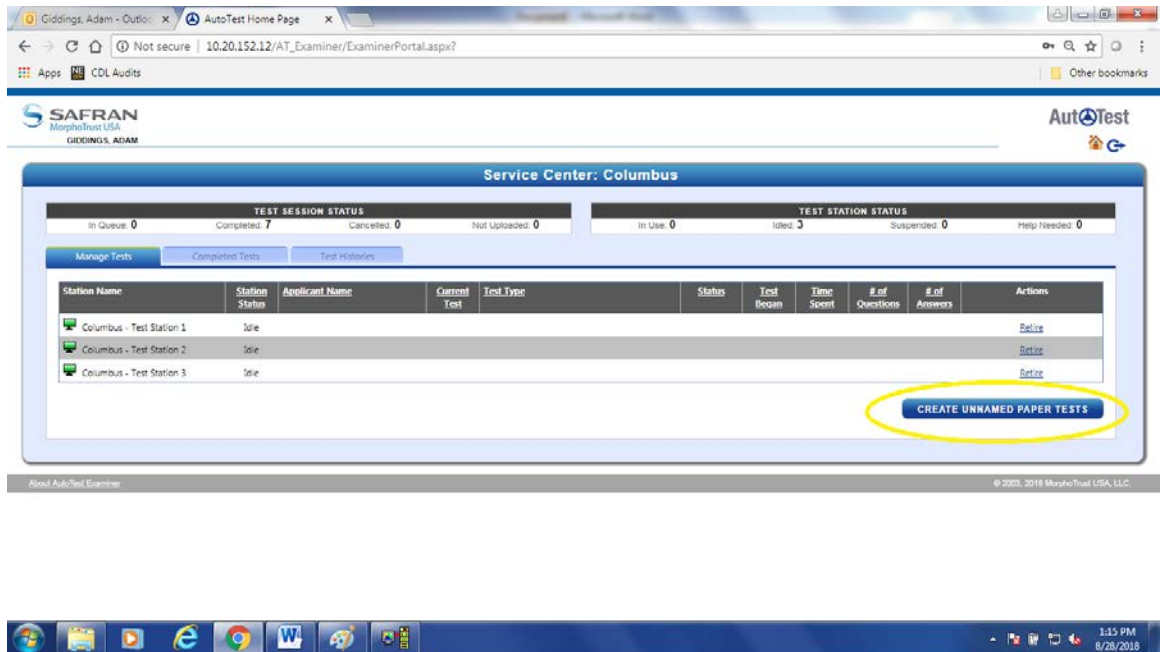 Giddings, Adam - Outloc AutoTest Home Page
Not secure 10.20.152.12/AT_Examiner/ExaminerPortal.aspx?
Apps NE CDL Audits Other bookmarks
SAFRAN
MorphoTrust USA
GIDDINGS, ADAM
AutoTest
Service Center: Columbus
TEST SESSION STATUS TEST STATION STATUS
In Queue: 0 Completed: 7 Cancelled: 0 Not Uploaded: 0 In Use: 0 Idled: 3 Suspended: 0 Help Needed: 0
Manage Tests Completed Tests Test Histories
Station Name Station Status Applicant Name Current Test Test Type Status Test Began Time Spent # of Questions # of Answers Actions
Columbus - Test Station 1 Idle Retire
Columbus - Test Station 2 Idle Retire
Columbus - Test Station 3 Idle Retire
CREATE UNNAMED PAPER TESTS
About AutoTest Examiner © 2003, 2018 MorphoTrust USA, LLC.
1:15 PM
8/28/2018